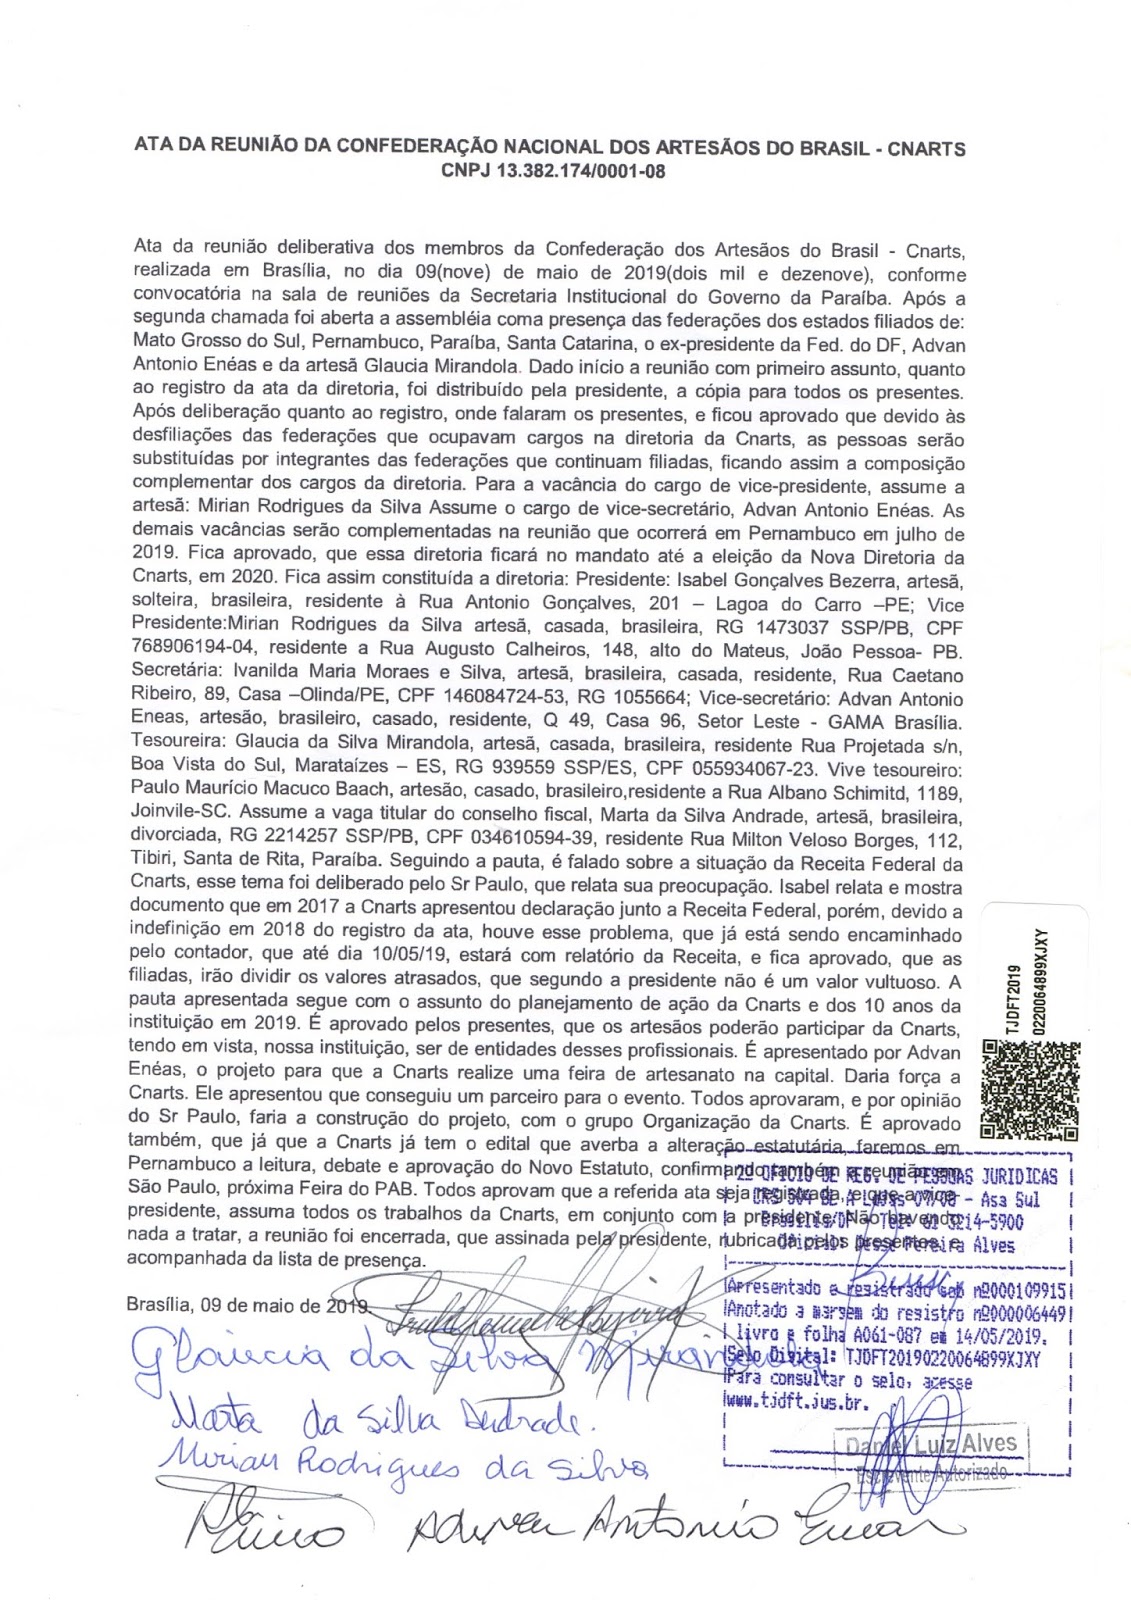 ATA DA REUNIÃO DA CONFEDERAÇÃO NACIONAL DOS ARTESÃOS DO BRASIL - CNARTS
CNPJ 13.382.174/0001-08
Ata da reunião deliberativa dos membros da Confederação dos Artesãos do Brasil - Cnarts,
realizada em Brasília, no dia 09(nove) de maio de 2019(dois mil e dezenove), conforme
convocatória na sala de reuniões da Secretaria Institucional do Governo da Paraíba. Após a
segunda chamada foi aberta a assembléia coma presença das federações dos estados filiados de:
Mato Grosso do Sul, Pernambuco, Paraíba, Santa Catarina, o ex-presidente da Fed. do DF, Advan
Antonio Enéas e da artesã Glaucia Mirandola. Dado início a reunião com primeiro assunto, quanto
ao registro da ata da diretoria, foi distribuído pela presidente, a cópia para todos os presentes.
Após deliberação quanto ao registro, onde falaram os presentes, e ficou aprovado que devido às
desfiliações das federações que ocupavam cargos na diretoria da Cnarts, as pessoas serão
substituídas por integrantes das federações que continuam filiadas, ficando assim a composição
complementar dos cargos da diretoria. Para a vacância do cargo de vice-presidente, assume a
artesã: Mirian Rodrigues da Silva Assume o cargo de vice-secretário, Advan Antonio Enéas. As
demais vacâncias serão complementadas na reunião que ocorrerá em Pernambuco em julho de
2019. Fica aprovado, que essa diretoria ficará no mandato até a eleição da Nova Diretoria da
Cnarts, em 2020. Fica assim constituída a diretoria: Presidente: Isabel Gonçalves Bezerra, artesã,
solteira, brasileira, residente à Rua Antonio Gonçalves, 201 – Lagoa do Carro –PE; Vice
Presidente:Mirian Rodrigues da Silva artesã, casada, brasileira, RG 1473037 SSP/PB, CPF
768906194-04, residente a Rua Augusto Calheiros, 148, alto do Mateus, João Pessoa- PB.
Secretária: Ivanilda Maria Moraes e Silva, artesã, brasileira, casada, residente, Rua Caetano
Ribeiro, 89, Casa –Olinda/PE, CPF 146084724-53, RG 1055664; Vice-secretário: Advan Antonio
Eneas, artesão, brasileiro, casado, residente, Q 49, Casa 96, Setor Leste - GAMA Brasília.
Tesoureira: Glaucia da Silva Mirandola, artesã, casada, brasileira, residente Rua Projetada s/n,
Boa Vista do Sul, Marataízes – ES, RG 939559 SSP/ES, CPF 055934067-23. Vive tesoureiro:
Paulo Maurício Macuco Baach, artesão, casado, brasileiro,residente a Rua Albano Schimitd, 1189,
Joinvile-SC. Assume a vaga titular do conselho fiscal, Marta da Silva Andrade, artesã, brasileira,
divorciada, RG 2214257 SSP/PB, CPF 034610594-39, residente Rua Milton Veloso Borges, 112,
Tibiri, Santa de Rita, Paraíba. Seguindo a pauta, é falado sobre a situação da Receita Federal da
Cnarts, esse tema foi deliberado pelo Sr Paulo, que relata sua preocupação. Isabel relata e mostra
documento que em 2017 a Cnarts apresentou declaração junto a Receita Federal, porém, devido a
indefinição em 2018 do registro da ata, houve esse problema, que já está sendo encaminhado
pelo contador, que até dia 10/05/19, estará com relatório da Receita, e fica aprovado, que as
filiadas, irão dividir os valores atrasados, que segundo a presidente não é um valor vultuoso. A
pauta apresentada segue com o assunto do planejamento de ação da Cnarts e dos 10 anos da
instituição em 2019. É aprovado pelos presentes, que os artesãos poderão participar da Cnarts,
tendo em vista, nossa instituição, ser de entidades desses profissionais. É apresentado por Advan
Enéas, o projeto para que a Cnarts realize uma feira de artesanato na capital. Daria força a
Cnarts. Ele apresentou que conseguiu um parceiro para o evento. Todos aprovaram, e por opinião
do Sr Paulo, faria a construção do projeto, com o grupo Organização da Cnarts. É aprovado
também, que já que a Cnarts já tem o edital que averba a alteração estatutária, faremos em
Pernambuco a leitura, debate e aprovação do Novo Estatuto, confirmando também a reunião em
São Paulo, próxima Feira do PAB. Todos aprovam que a referida ata seja registrada, e que a vice
presidente, assuma todos os trabalhos da Cnarts, em conjunto com a presidente. Não havendo
nada a tratar, a reunião foi encerrada, que assinada pela presidente, rubricada pelos presentes, e
acompanhada da lista de presença.
Brasília, 09 de maio de 2019.
TJDFT2019
0220064899XJXY
2º OFICIO DE REG. DE PESSOAS JURIDICAS
CRS 504 BL A Lojas 07/08 - Asa Sul
Brasilia/DF - Tel: 61 3214-5900
Oficial: Jesse Pereira Alves
Apresentado e registrado sob nº0000109915
Anotado a margem do registro nº000006449
livro e folha A061-087 em 14/05/2019.
Selo Digital: TJDFT20190220064899XJXY
Para consultar o selo, acesse
www.tjdft.jus.br.
Daniel Luiz Alves
Escrevente Autorizado
Glaucia da Silva Mirandola
Marta da Silva Andrade.
Mirian Rodrigues da Silva
Advan Antonio Eneas